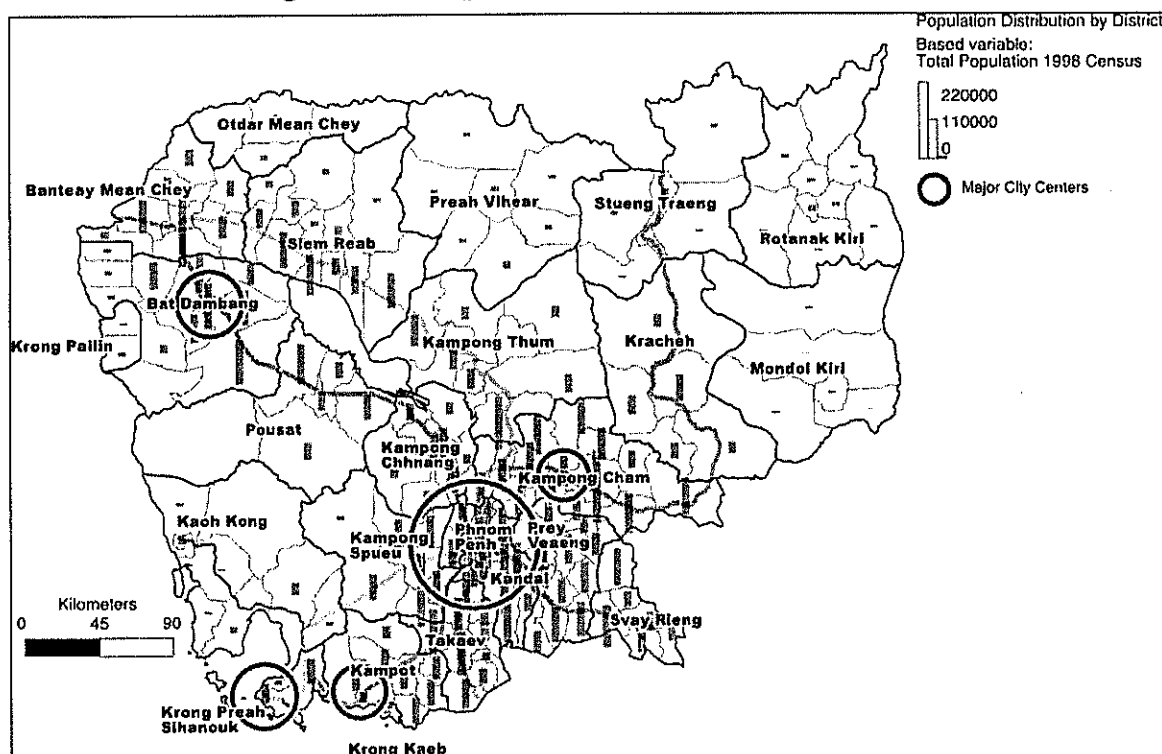 Population Distribution by District
Based variable:
Total Population 1998 Census
220000
110000
0
Major City Centers
Otdar Mean Chey
Banteay Mean Chey
Preah Vihear
Stueng Traeng
Siem Reab
Rotanak Kiri
Bat Dambang
Krong Pailin
Kampong Thum
Kracheh
Mondol Kiri
Pousat
Kampong
Chhnang
Kampong Cham
Kaoh Kong
Kampong
Spueu
Phnom
Penh
Prey
Veaeng
Kandal
Kilometers
0 45 90
Svay Rieng
Takaev
Kampot
Krong Preah
Sihanouk
Krong Kaeb